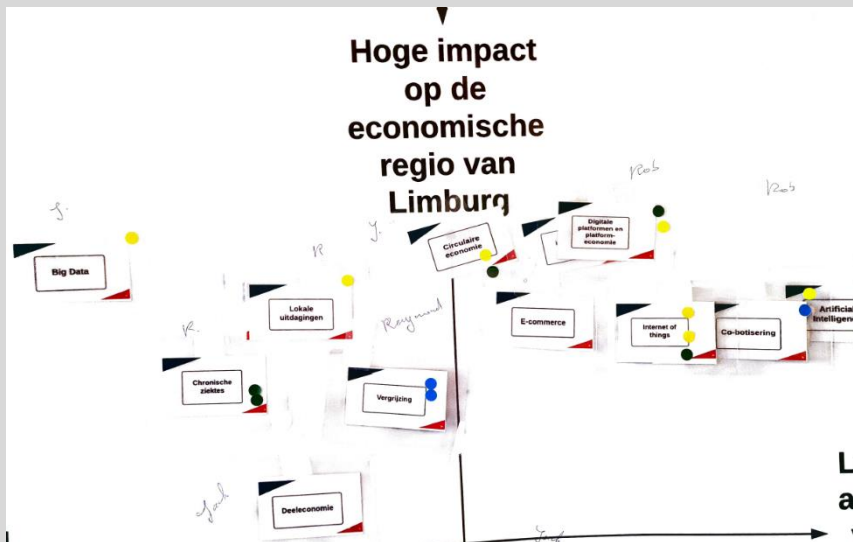 Hoge impact
op de
economische
regio van
Limburg
Rob
Rob
J.
J.
R
R.
Raymond
Big Data
Circulaire
economie
Digitale
platformen en
platform-
economie
Lokale
uitdagingen
E-commerce
Internet of
things
Co-botisering
Artificial
Chronische
ziektes
Vergrijzing
Deeleconomie